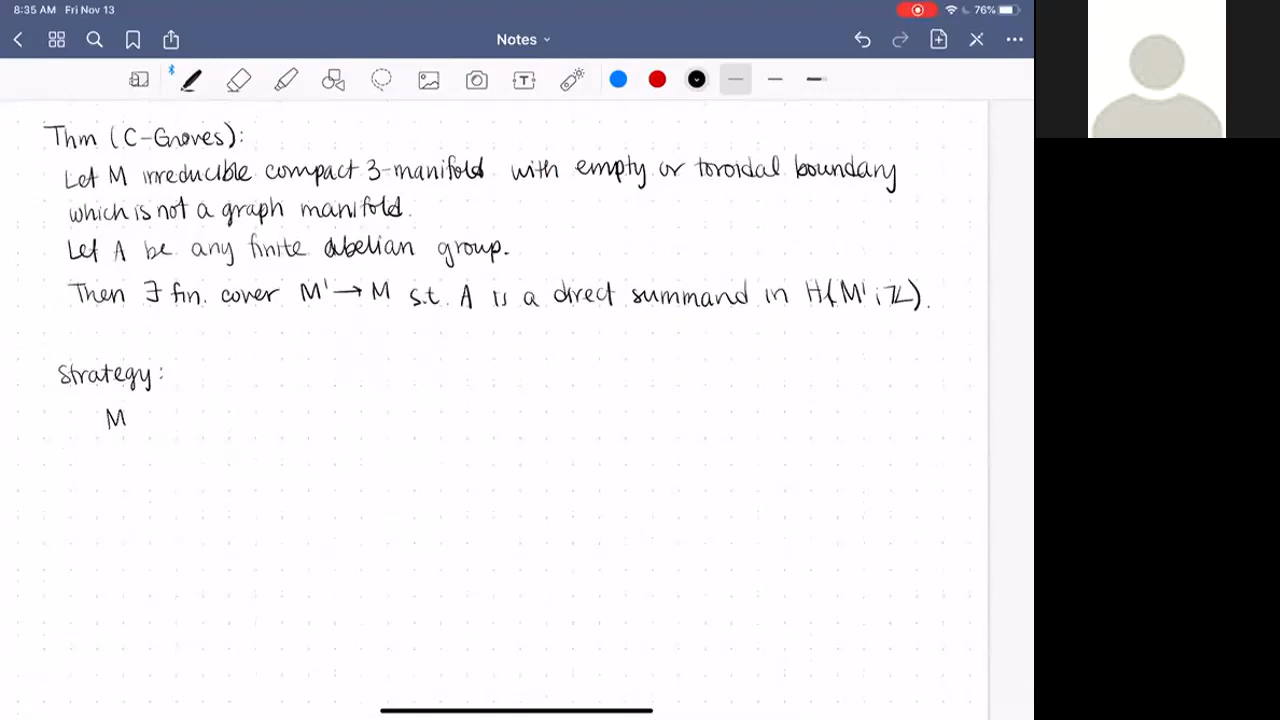 8:35 AM Fri Nov 13
76%
Notes
T
Thm (C-Groves):
Let M irreducible compact 3-manifold with empty or toroidal boundary
which is not a graph manifold.
Let A be any finite abelian group.
Then ∃ fin. cover M' → M s.t. A is a direct summand in H₁(M'; ℤ).
Strategy:
M